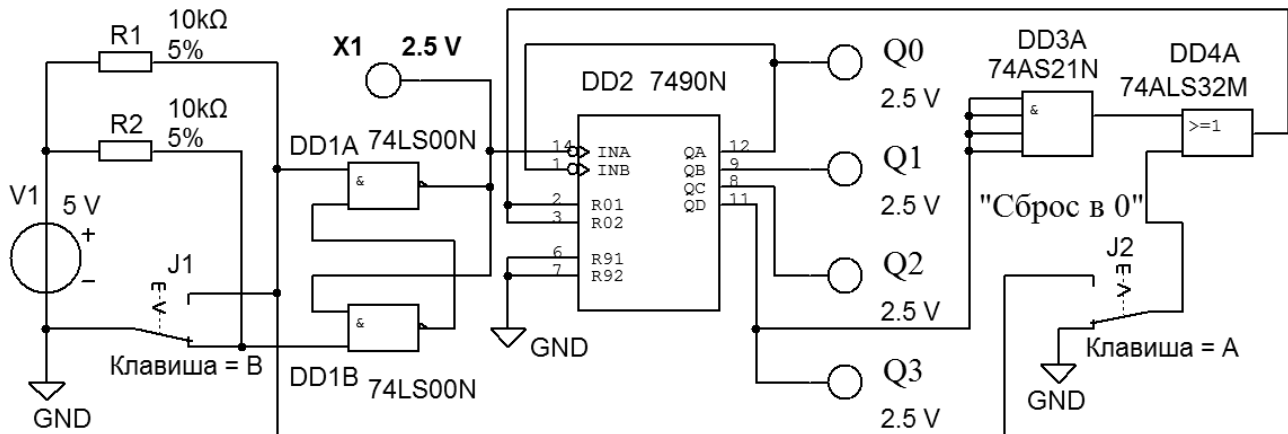 R1
10kΩ
5%
R2
10kΩ
5%
V1
5 V
+
−
J1
Клавиша = B
GND
X1 2.5 V
DD1A
74LS00N
&
&
DD1B
74LS00N
DD2 7490N
14 INA
1 INB
2 R01
3 R02
6 R91
7 R92
QA 12
QB 9
QC 8
QD 11
GND
Q0
2.5 V
Q1
2.5 V
Q2
2.5 V
Q3
2.5 V
DD3A
74AS21N
&
DD4A
74ALS32M
>=1
"Сброс в 0"
J2
Клавиша = A
GND